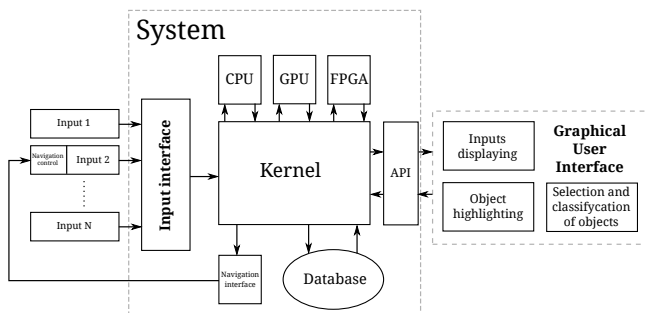 System
CPU
GPU
FPGA
Input 1
Navigation
control
Input 2
Input N
Input interface
Kernel
API
Inputs
displaying
Graphical
User
Interface
Object
highlighting
Selection and
classifycation
of objects
Navigation
interface
Database